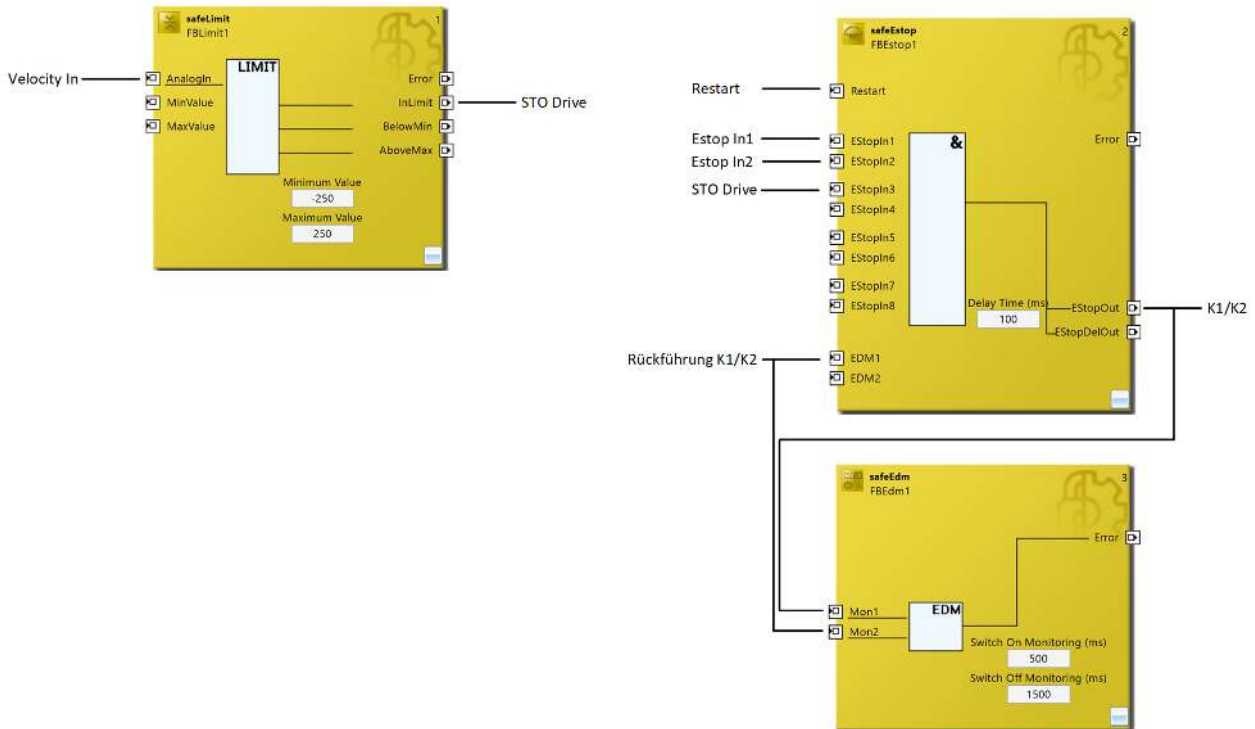 safeLimit 1
FBLimit1
LIMIT
Velocity In AnalogIn Error
MinValue InLimit STO Drive
MaxValue BelowMin
AboveMax
Minimum Value
-250
Maximum Value
250
safeEstop 2
FBEstop1
Restart Restart
Estop In1 EStopIn1 & Error
Estop In2 EStopIn2
STO Drive EStopIn3
EStopIn4
EStopIn5
EStopIn6
EStopIn7
EStopIn8 Delay Time (ms)
100
EStopOut K1/K2
EStopDelOut
Rückführung K1/K2 EDM1
EDM2
safeEdm 3
FBEdm1
Error
Mon1 EDM
Mon2
Switch On Monitoring (ms)
500
Switch Off Monitoring (ms)
1500